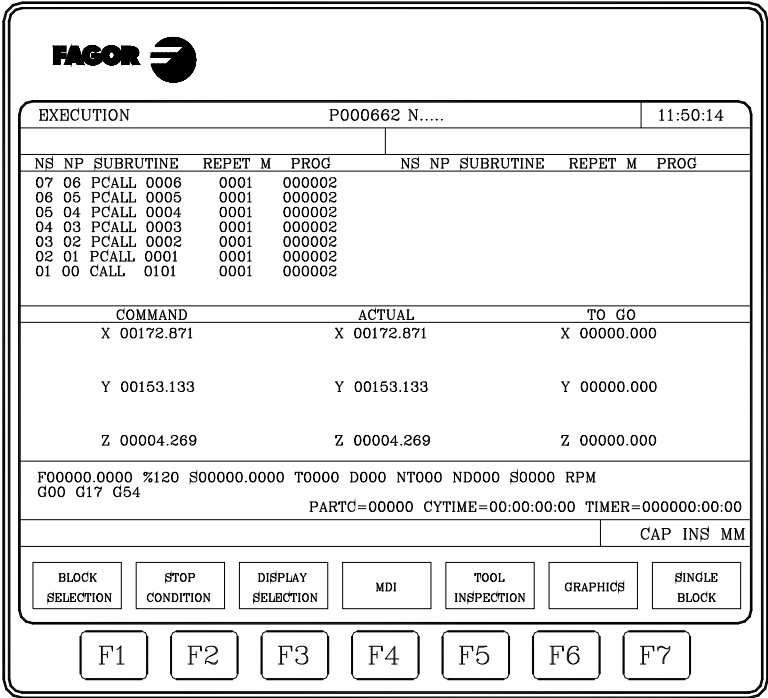 FAGOR
EXECUTION P000662 N..... 11:50:14
NS NP SUBRUTINE REPET M PROG NS NP SUBRUTINE REPET M PROG
07 06 PCALL 0006 0001 000002
06 05 PCALL 0005 0001 000002
05 04 PCALL 0004 0001 000002
04 03 PCALL 0003 0001 000002
03 02 PCALL 0002 0001 000002
02 01 PCALL 0001 0001 000002
01 00 CALL 0101 0001 000002
COMMAND ACTUAL TO GO
X 00172.871 X 00172.871 X 00000.000
Y 00153.133 Y 00153.133 Y 00000.000
Z 00004.269 Z 00004.269 Z 00000.000
F00000.0000 %120 S00000.0000 T0000 D000 NT000 ND000 S0000 RPM
G00 G17 G54
PARTC=00000 CYTIME=00:00:00:00 TIMER=000000:00:00
CAP INS MM
BLOCK SELECTION
STOP CONDITION
DISPLAY SELECTION
MDI
TOOL INSPECTION
GRAPHICS
SINGLE BLOCK
F1 F2 F3 F4 F5 F6 F7